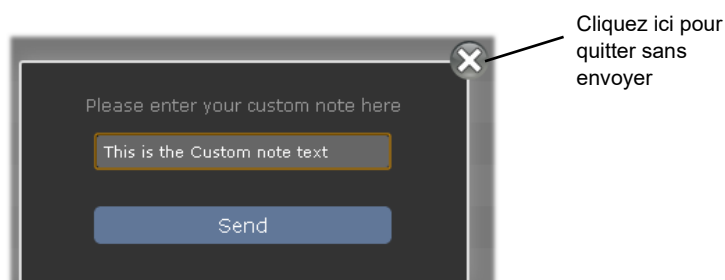 Cliquez ici pour
quitter sans
envoyer
Please enter your custom note here
This is the Custom note text
Send